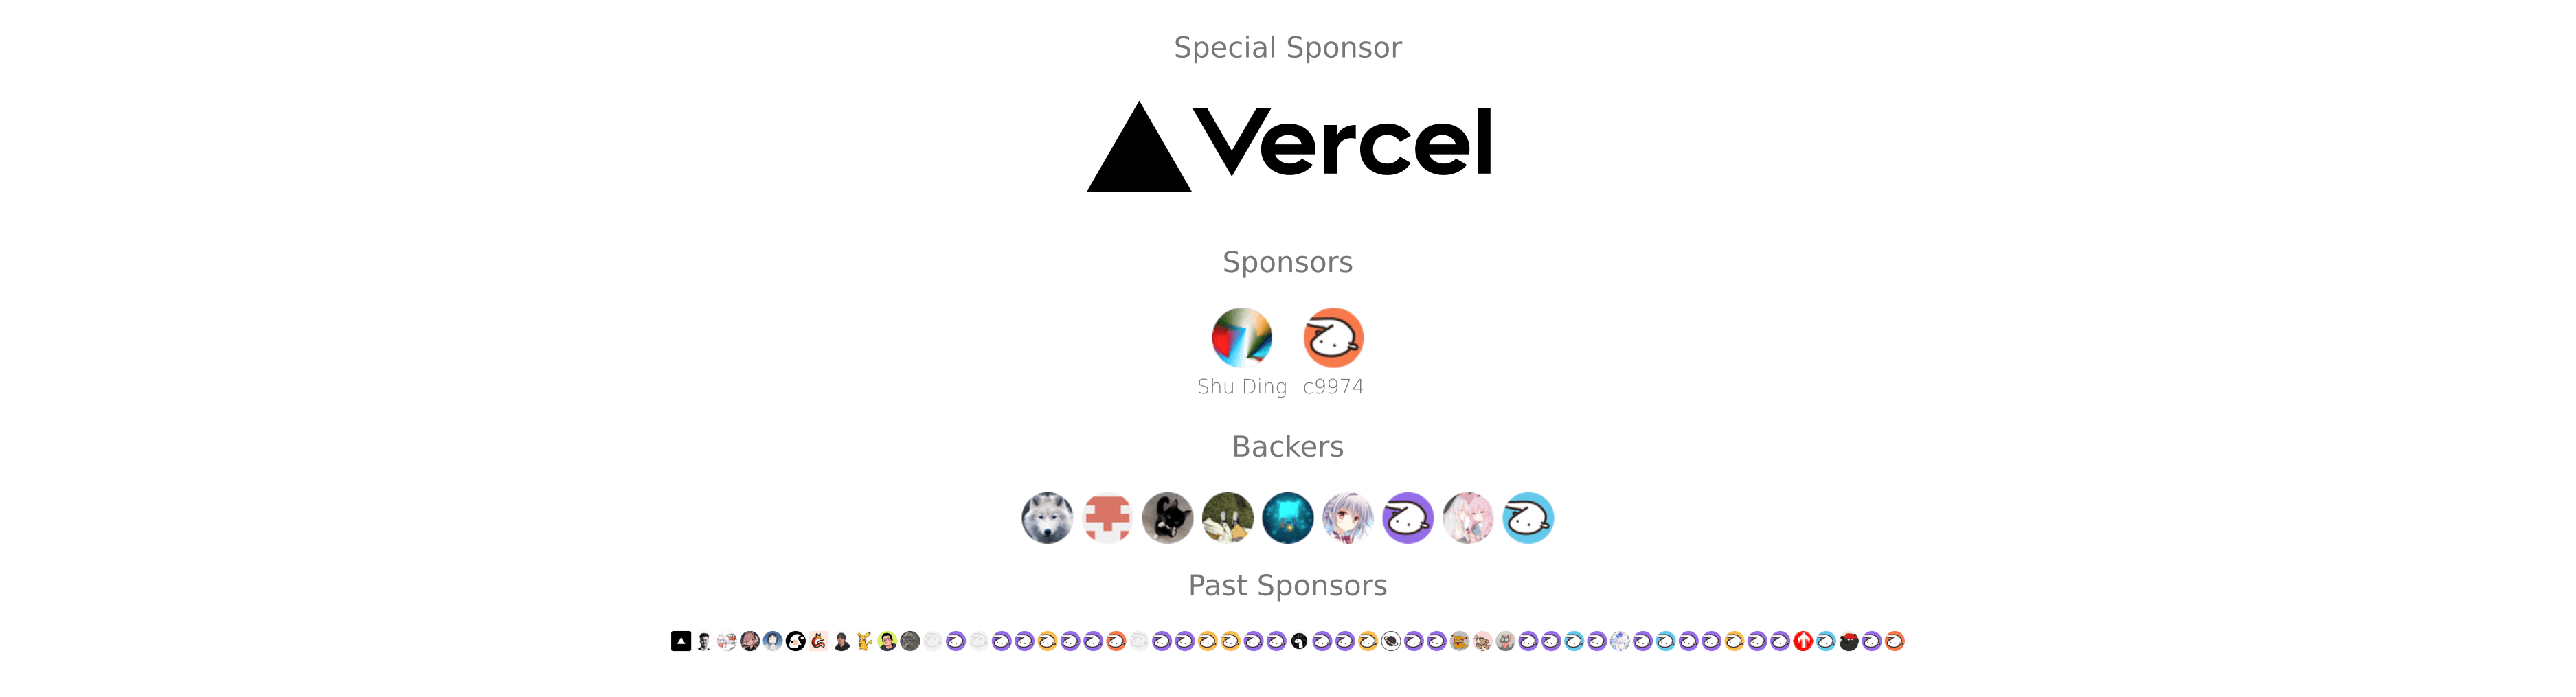 Special Sponsor
Vercel
Sponsors
Shu Ding c9974
Backers
Past Sponsors